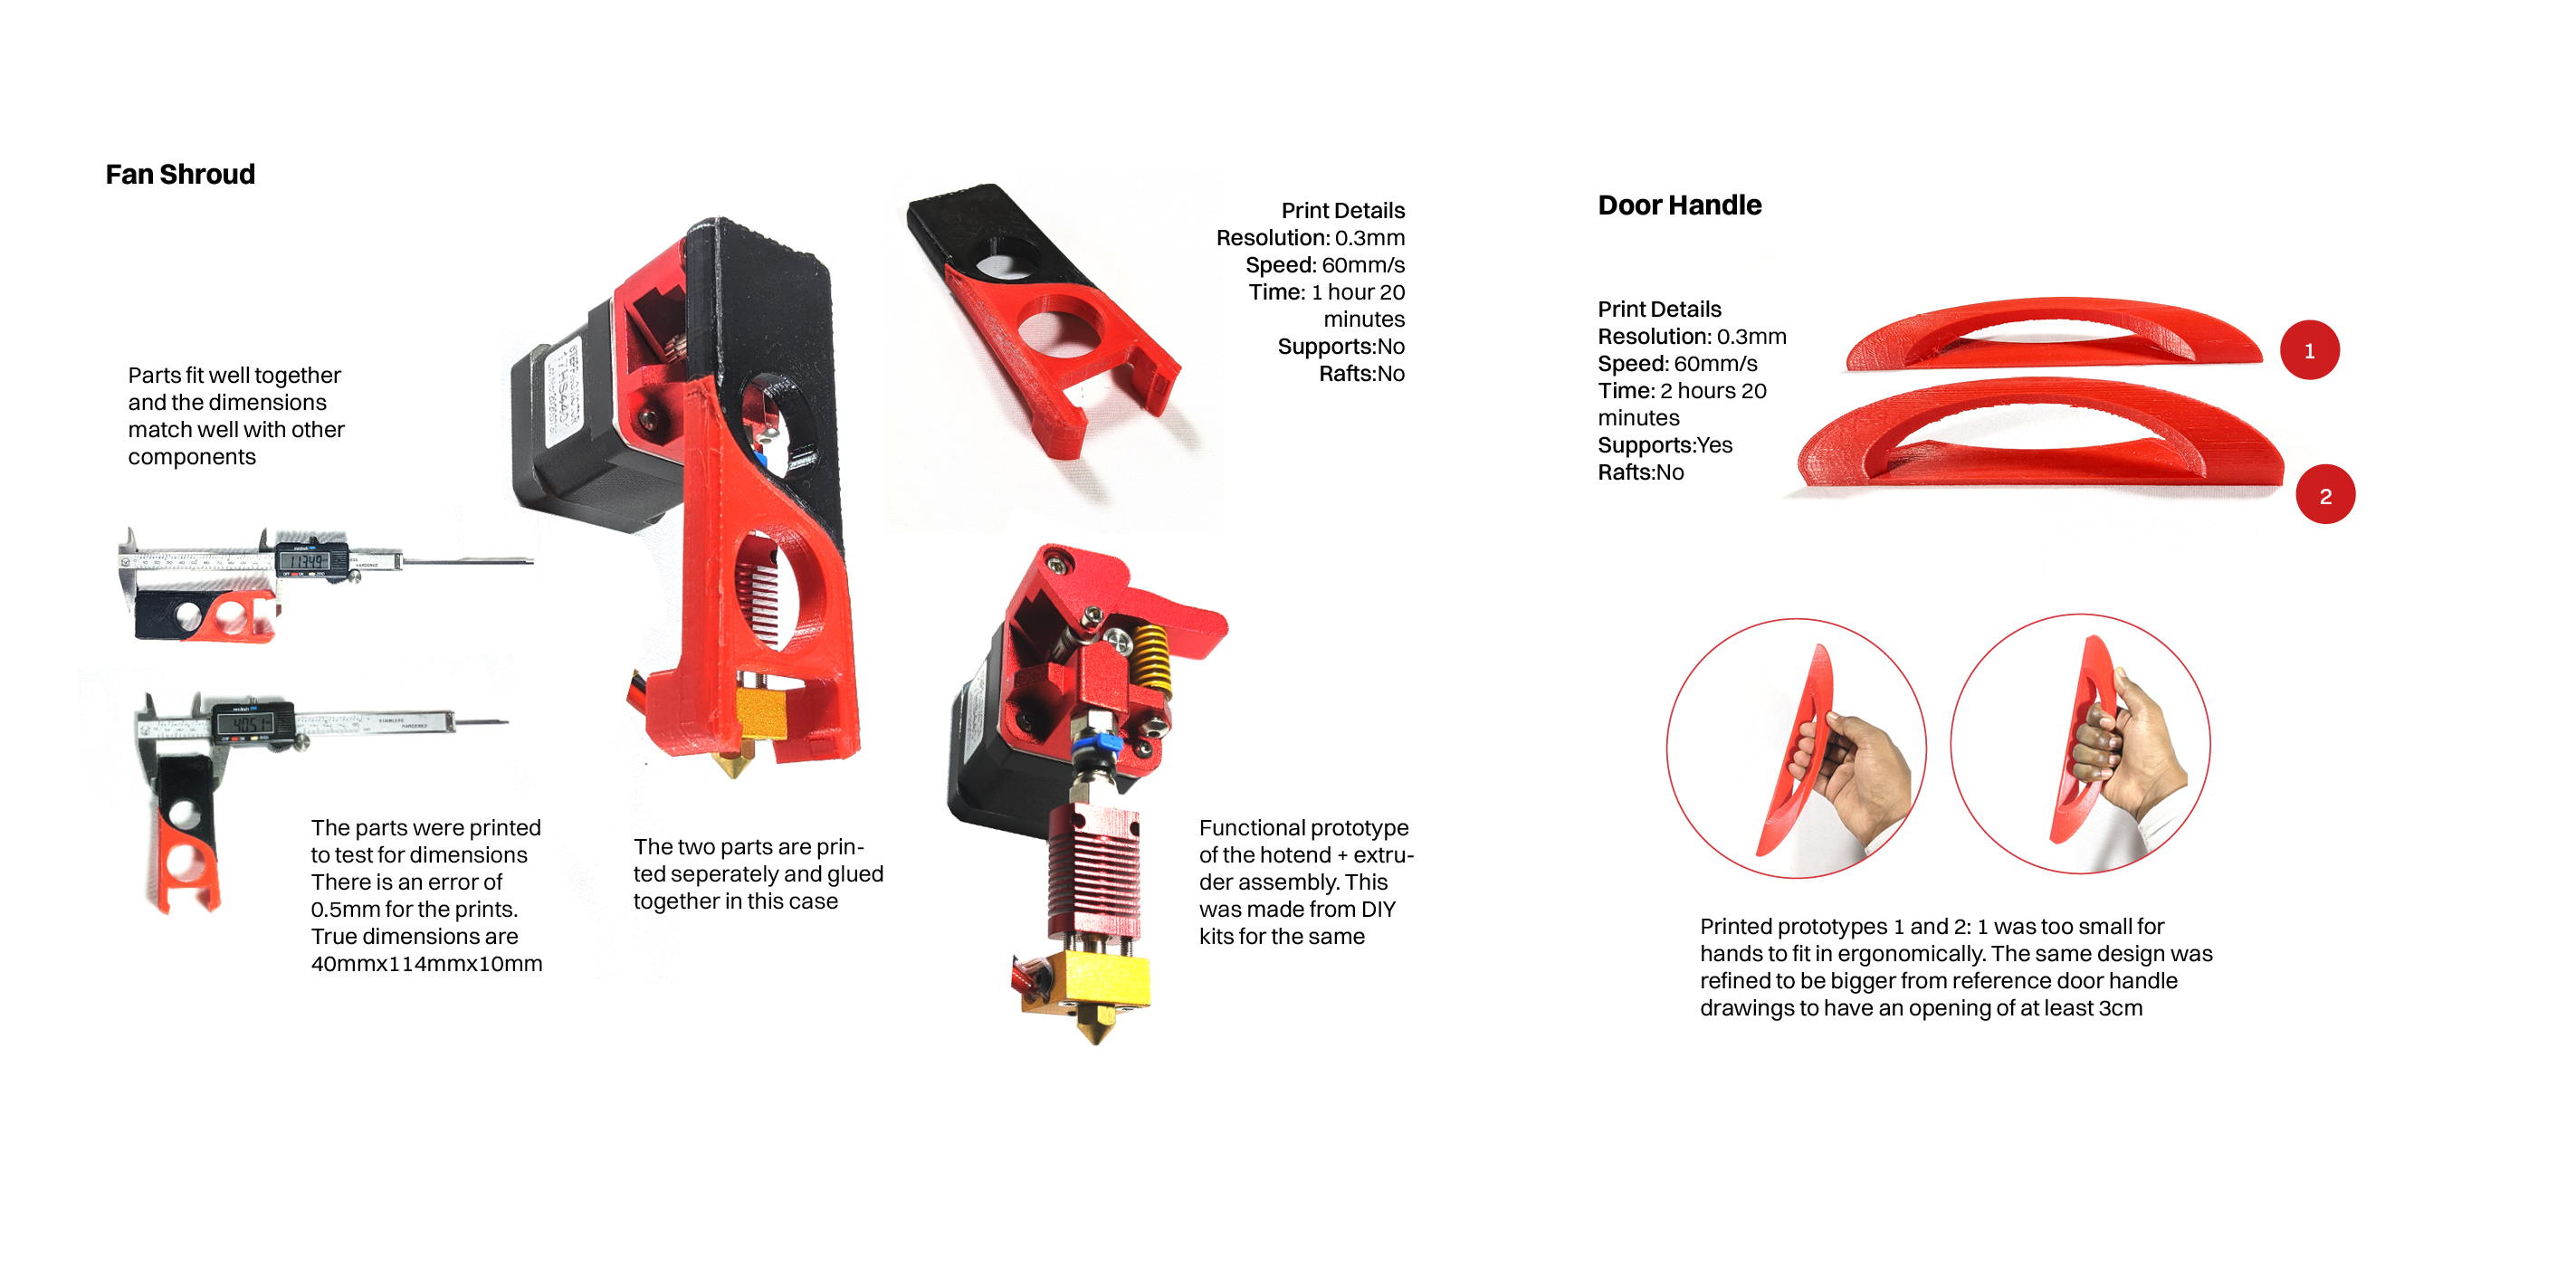 Fan Shroud
Parts fit well together
and the dimensions
match well with other
components
113.49
40.51
The parts were printed
to test for dimensions
There is an error of
0.5mm for the prints.
True dimensions are
40mmx114mmx10mm
The two parts are prin-
ted seperately and glued
together in this case
Print Details
Resolution: 0.3mm
Speed: 60mm/s
Time: 1 hour 20
minutes
Supports:No
Rafts:No
Functional prototype
of the hotend + extru-
der assembly. This
was made from DIY
kits for the same
Door Handle
Print Details
Resolution: 0.3mm
Speed: 60mm/s
Time: 2 hours 20
minutes
Supports:Yes
Rafts:No
1
2
Printed prototypes 1 and 2: 1 was too small for
hands to fit in ergonomically. The same design was
refined to be bigger from reference door handle
drawings to have an opening of at least 3cm